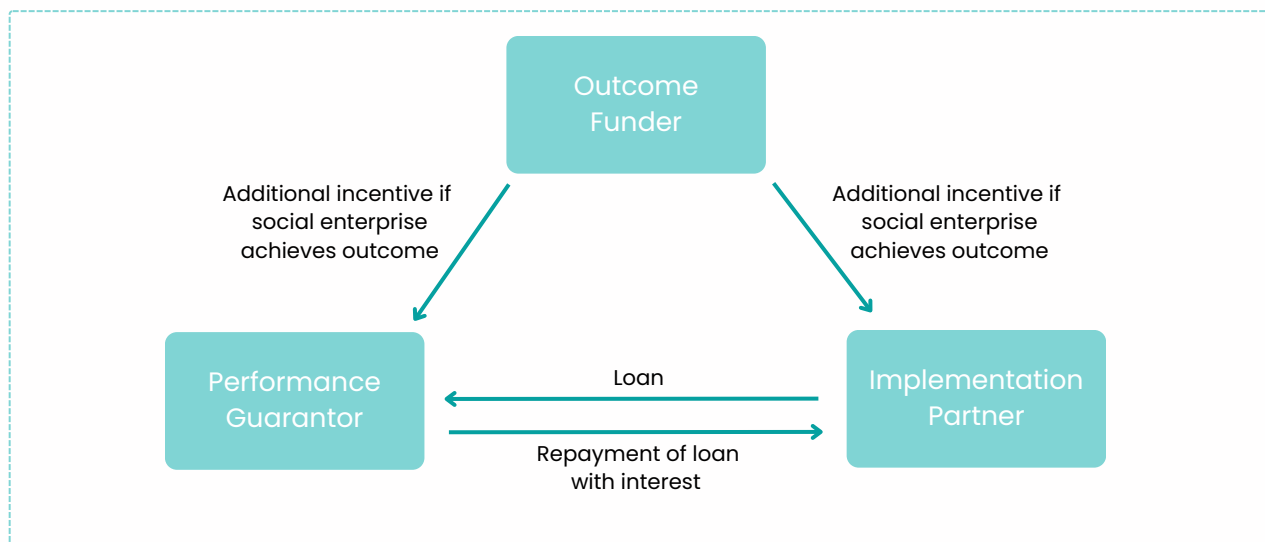 Outcome
Funder
Additional incentive if
social enterprise
achieves outcome
Additional incentive if
social enterprise
achieves outcome
Performance
Guarantor
Loan
Repayment of loan
with interest
Implementation
Partner